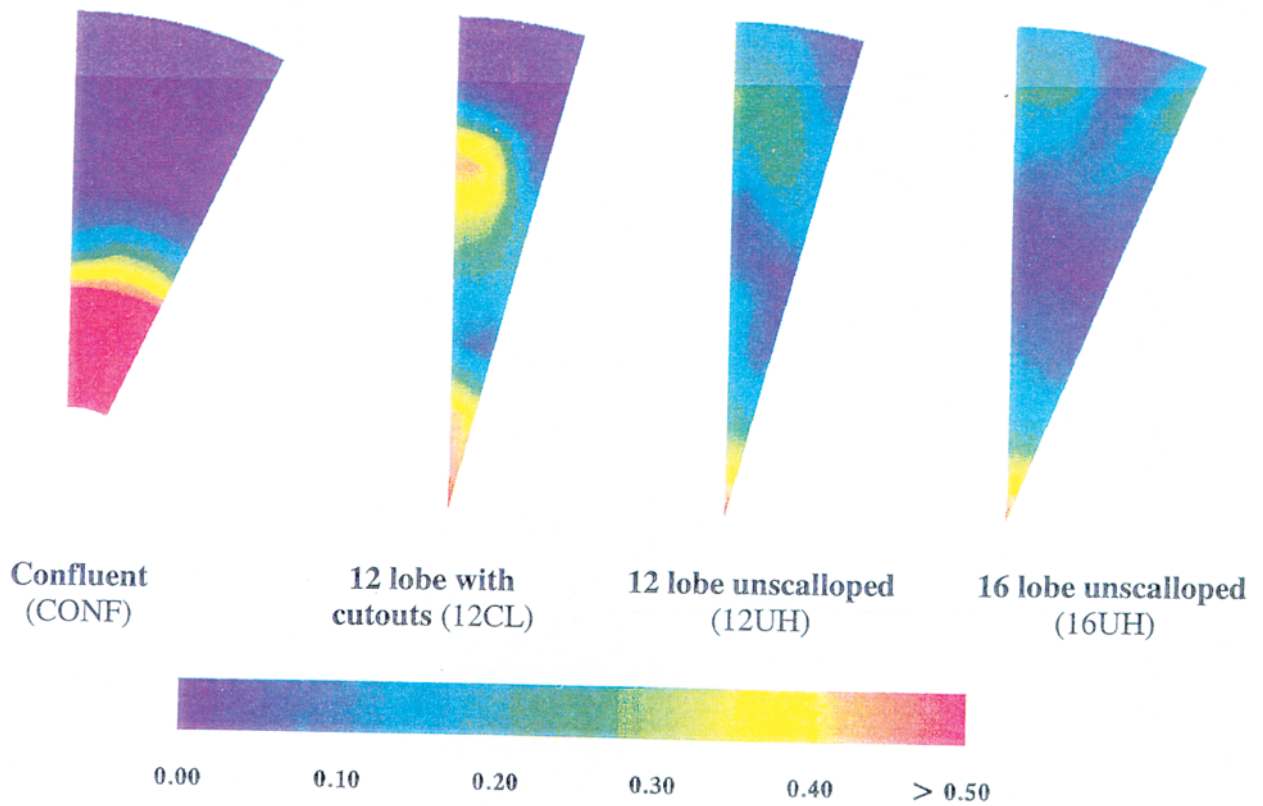 Confluent
(CONF)
12 lobe with
cutouts (12CL)
12 lobe unscalloped
(12UH)
16 lobe unscalloped
(16UH)
0.00 0.10 0.20 0.30 0.40 > 0.50